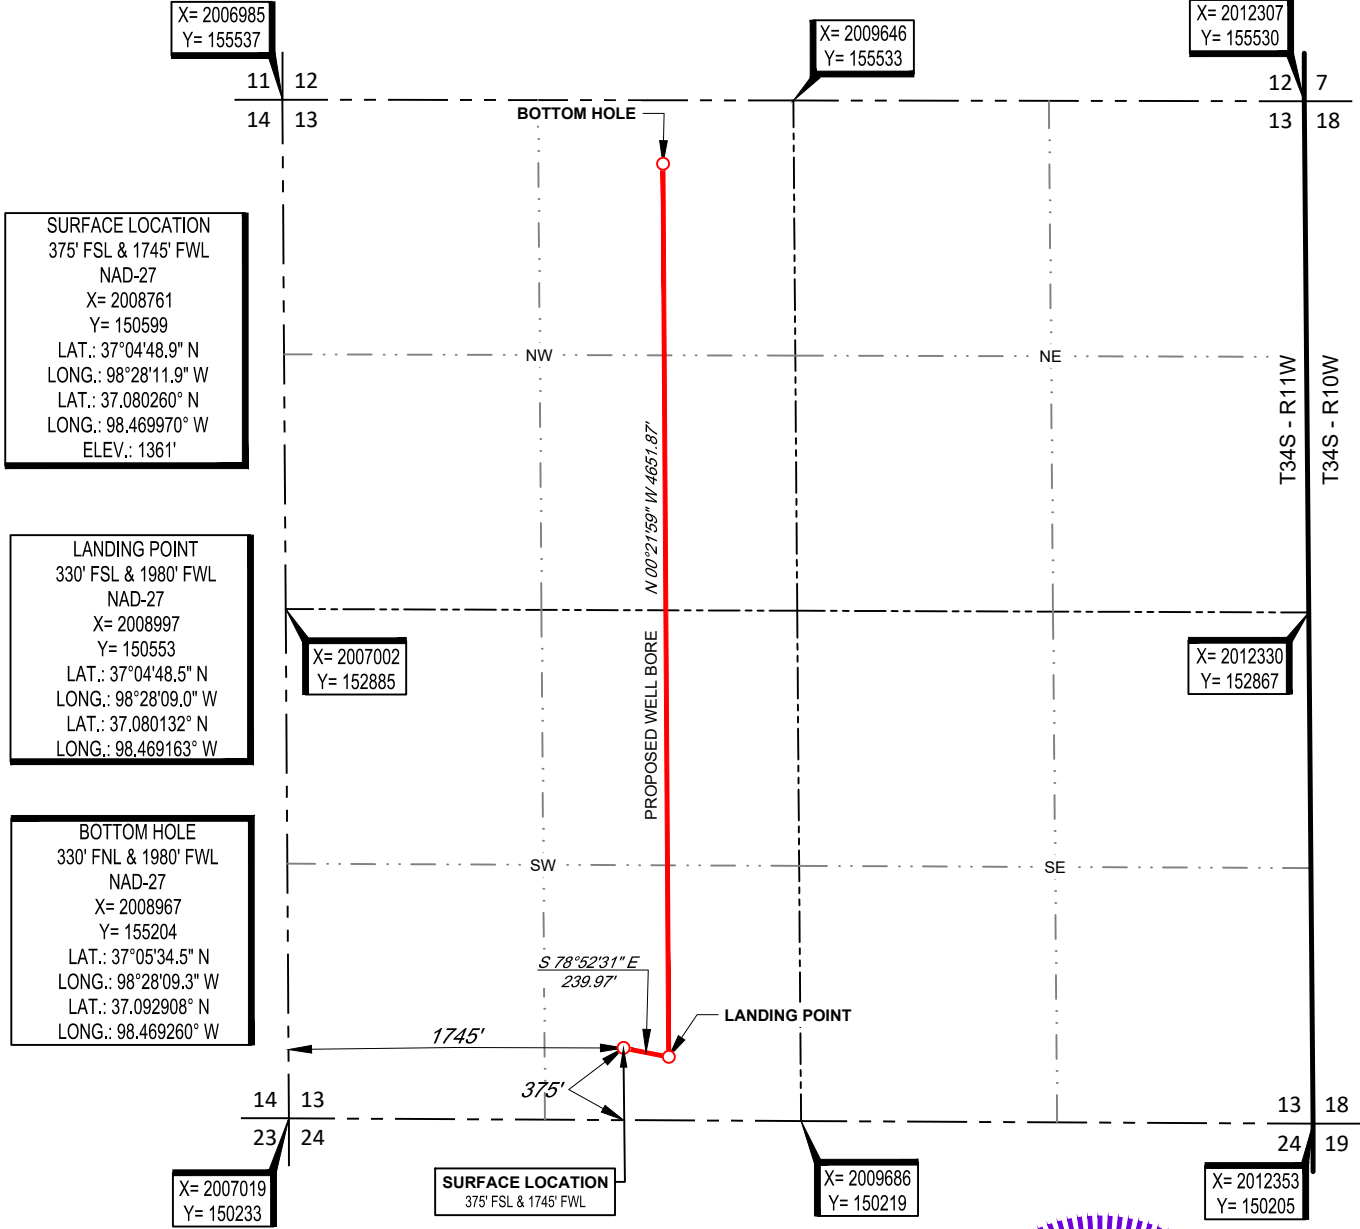 X= 2006985
Y= 155537
X= 2009646
Y= 155533
X= 2012307
Y= 155530
11 12
14 13
12 7
13 18
BOTTOM HOLE
SURFACE LOCATION
375' FSL & 1745' FWL
NAD-27
X= 2008761
Y= 150599
LAT.: 37°04'48.9" N
LONG.: 98°28'11.9" W
LAT.: 37.080260° N
LONG.: 98.469970° W
ELEV.: 1361'
NW
NE
T34S - R11W
T34S - R10W
N 00°21'59" W 4651.87'
LANDING POINT
330' FSL & 1980' FWL
NAD-27
X= 2008997
Y= 150553
LAT.: 37°04'48.5" N
LONG.: 98°28'09.0" W
LAT.: 37.080132° N
LONG.: 98.469163° W
X= 2007002
Y= 152885
PROPOSED WELL BORE
X= 2012330
Y= 152867
BOTTOM HOLE
330' FNL & 1980' FWL
NAD-27
X= 2008967
Y= 155204
LAT.: 37°05'34.5" N
LONG.: 98°28'09.3" W
LAT.: 37.092908° N
LONG.: 98.469260° W
SW
SE
S 78°52'31" E
239.97'
LANDING POINT
1745'
375'
14 13
23 24
13 18
24 19
X= 2007019
Y= 150233
SURFACE LOCATION
375' FSL & 1745' FWL
X= 2009686
Y= 150219
X= 2012353
Y= 150205